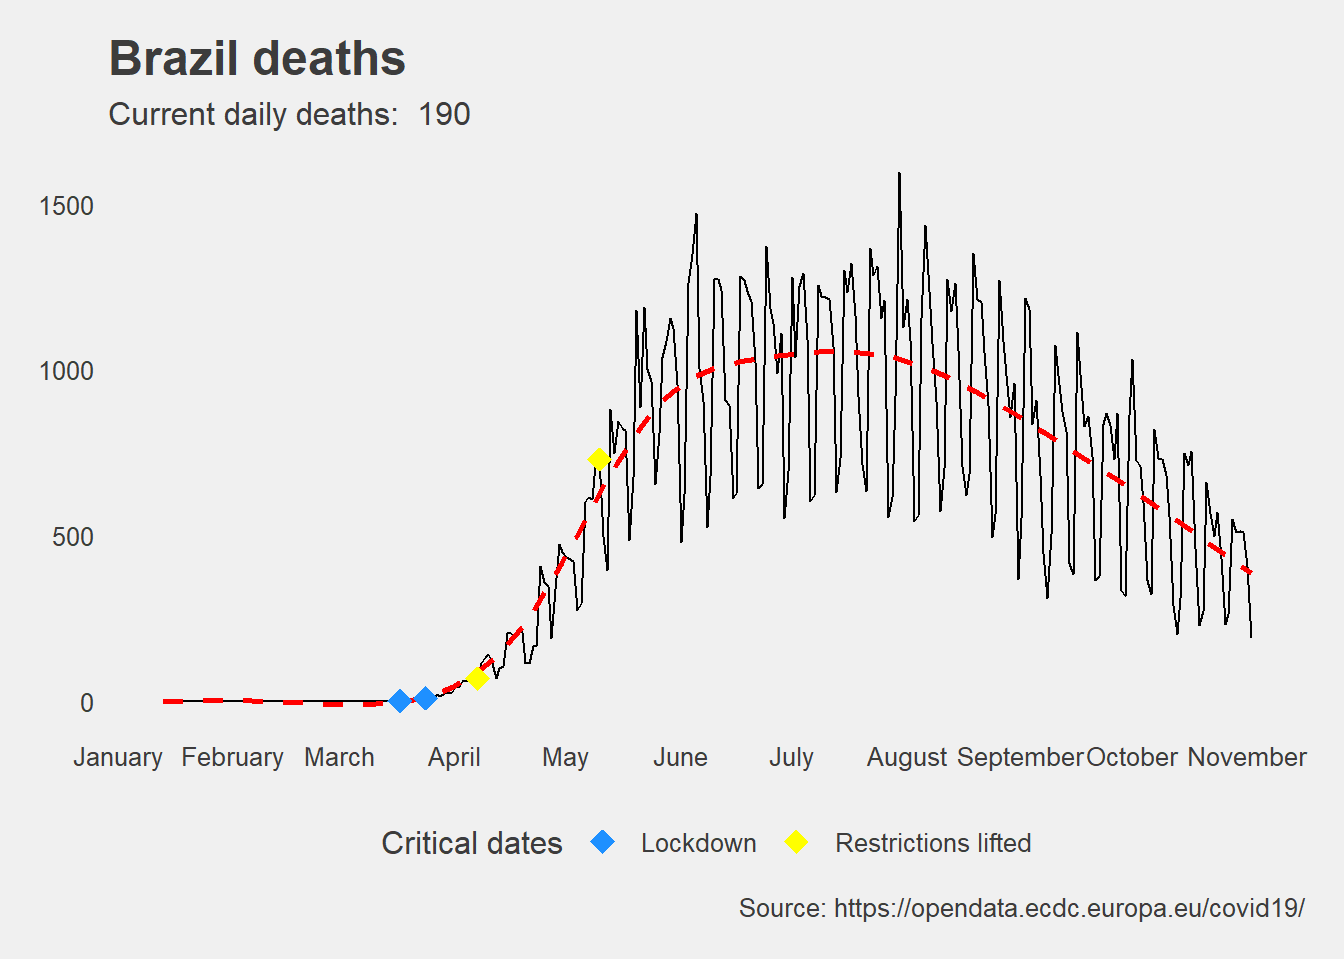 Brazil deaths
Current daily deaths:  190
1500
1000
500
0
January February March April May June July August September October November
Critical dates Lockdown Restrictions lifted
Source: https://opendata.ecdc.europa.eu/covid19/